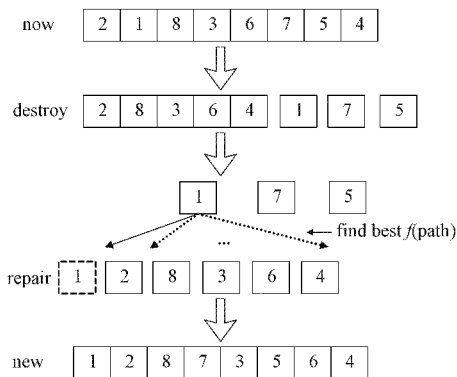 now 2 1 8 3 6 7 5 4
destroy 2 8 3 6 4 1 7 5
1 7 5
... find best f(path)
repair 1 2 8 3 6 4
new 1 2 8 7 3 5 6 4